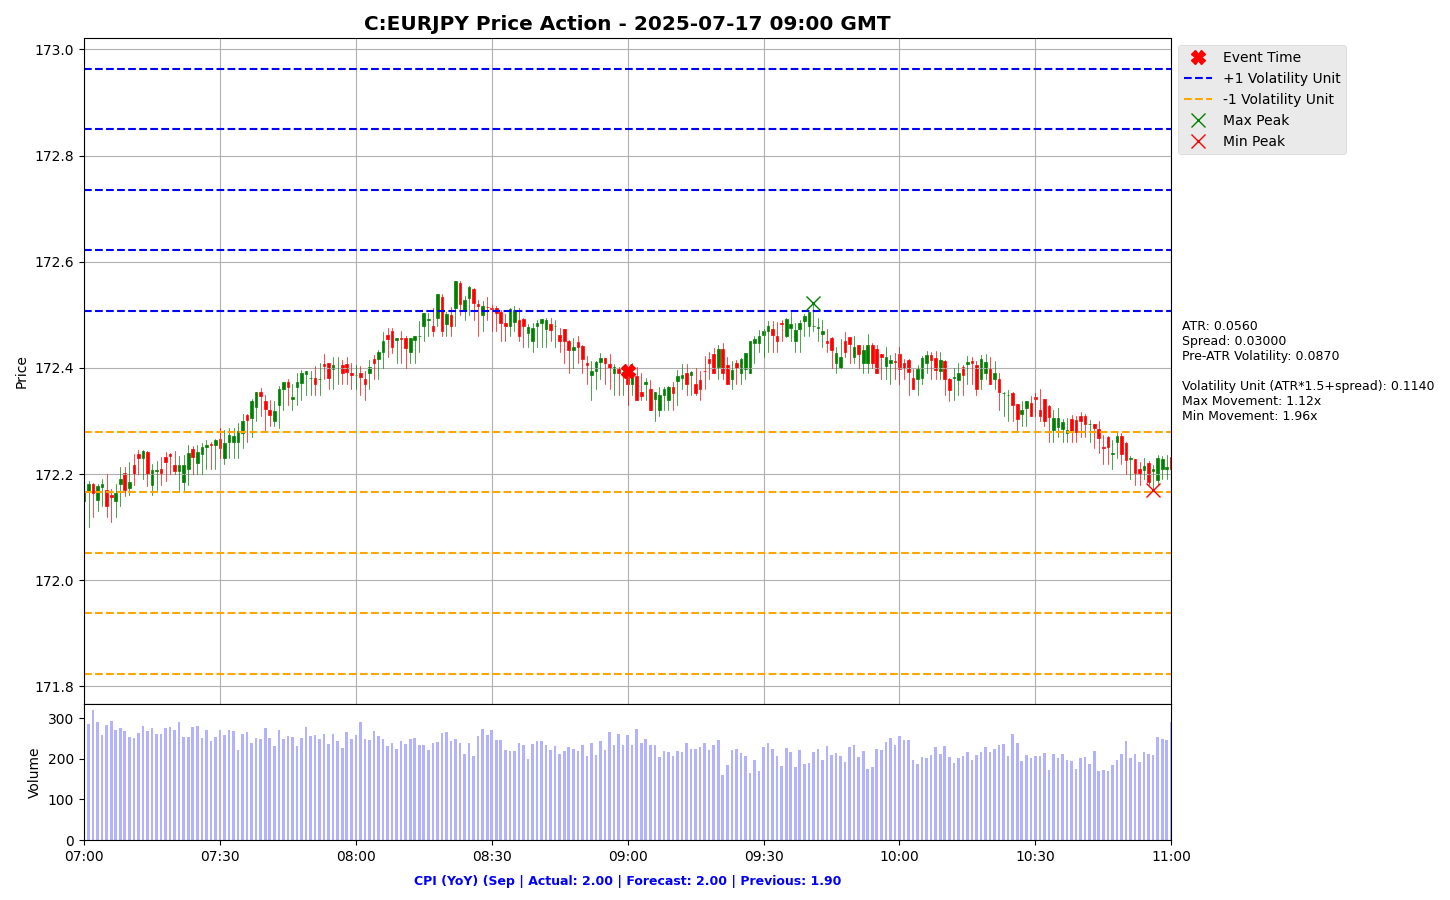 C:EURJPY Price Action - 2025-07-17 09:00 GMT
173.0
172.8
172.6
172.4
172.2
172.0
171.8
Price
Event Time
+1 Volatility Unit
-1 Volatility Unit
Max Peak
Min Peak
ATR: 0.0560
Spread: 0.03000
Pre-ATR Volatility: 0.0870
Volatility Unit (ATR*1.5+spread): 0.1140
Max Movement: 1.12x
Min Movement: 1.96x
300
200
100
0
Volume
07:00 07:30 08:00 08:30 09:00 09:30 10:00 10:30 11:00
CPI (YoY) (Sep | Actual: 2.00 | Forecast: 2.00 | Previous: 1.90